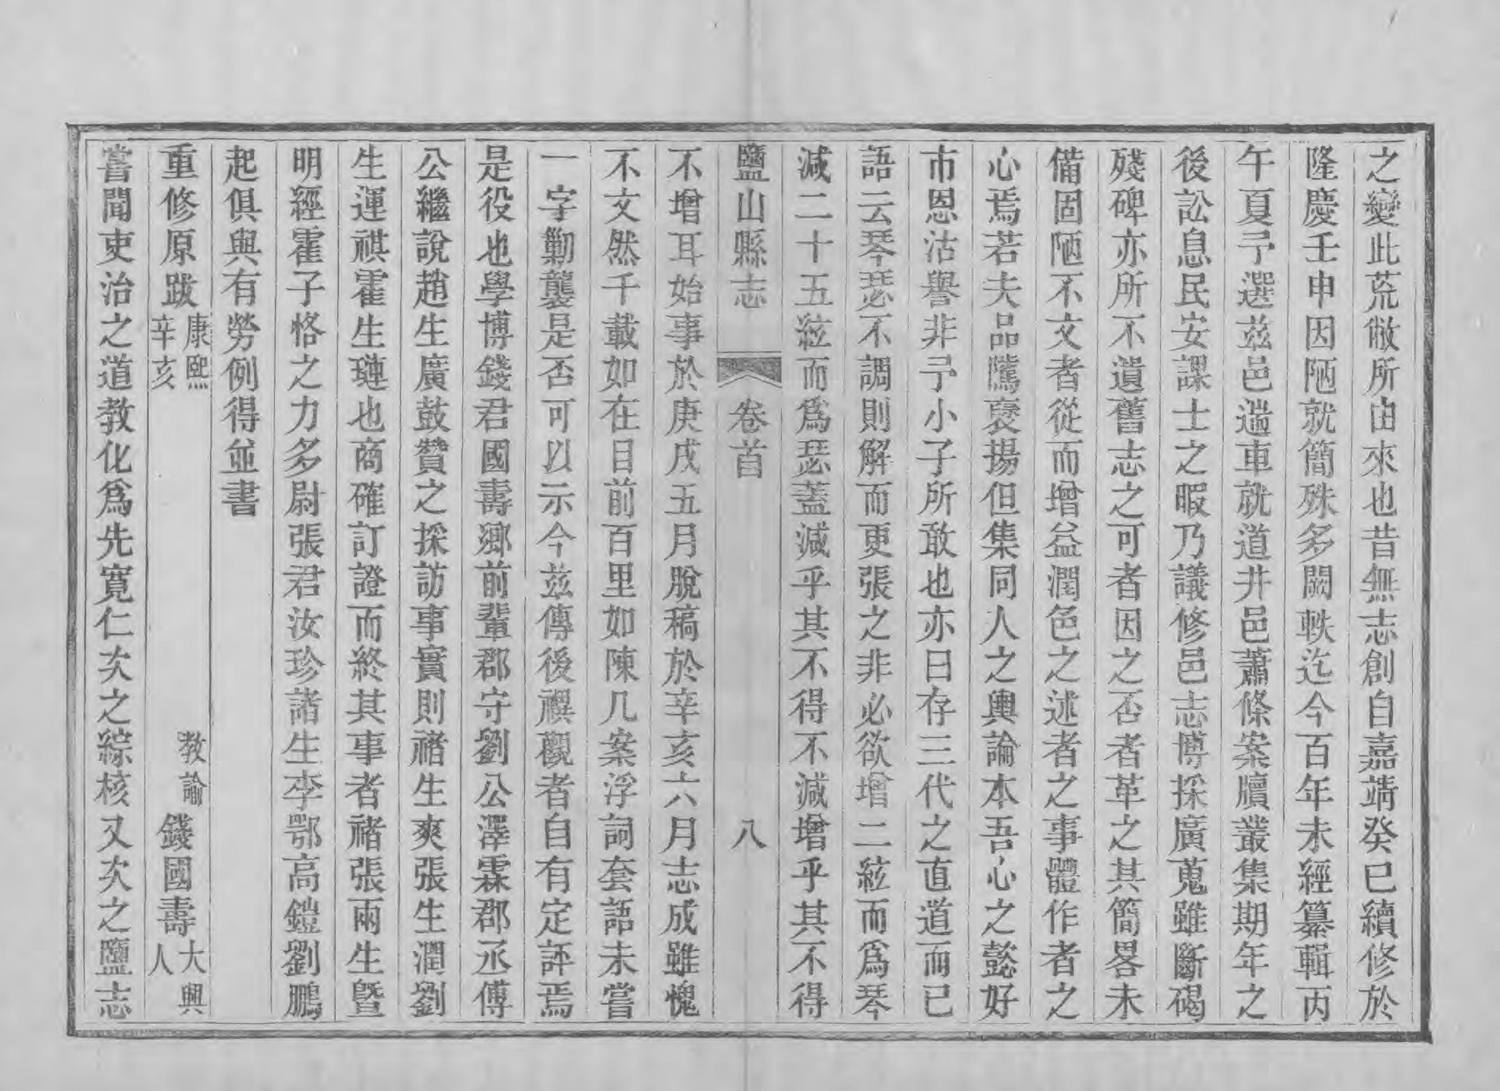 之變此荒敝所由來也昔無志創自嘉靖癸巳續修於
隆慶壬申因陋就簡殊多闕軼迄今百年未經纂輯丙
午夏予選茲邑遄車就道井邑蕭條案牘叢集期年之
後訟息民安課士之暇乃議修邑志博採廣蒐雖斷碣
殘碑亦所不遺舊志之可者因之否者革之其簡畧未
備固陋不文者從而增益潤色之述者之事體作者之
心焉若夫品隲褒揚但集同人之輿論本吾心之懿好
市恩沽譽非予小子所敢也亦曰存三代之直道而已
語云琴瑟不調則解而更張之非必欲增二絃而爲琴
減二十五絃而爲瑟蓋減乎其不得不減增乎其不得
鹽山縣志 卷首 八
不增耳始事於庚戌五月脫稿於辛亥六月志成雖愧
不文然千載如在目前百里如陳几案浮詞套語未嘗
一字勦襲是否可以示今茲傳後禩觀者自有定評焉
是役也學博錢君國壽鄉前輩郡守劉公澤霖郡丞傅
公繼說趙生廣鼓贊之採訪事實則禇生爽張生潤劉
生運祺霍生璉也商確訂證而終其事者禇張兩生曁
明經霍子恪之力多尉張君汝珍諸生李鄂高鎧劉鵬
起俱與有勞例得並書
重修原跋 康熙辛亥 教諭 錢國壽 大興人
嘗聞吏治之道教化爲先寬仁次之綜核又次之鹽志